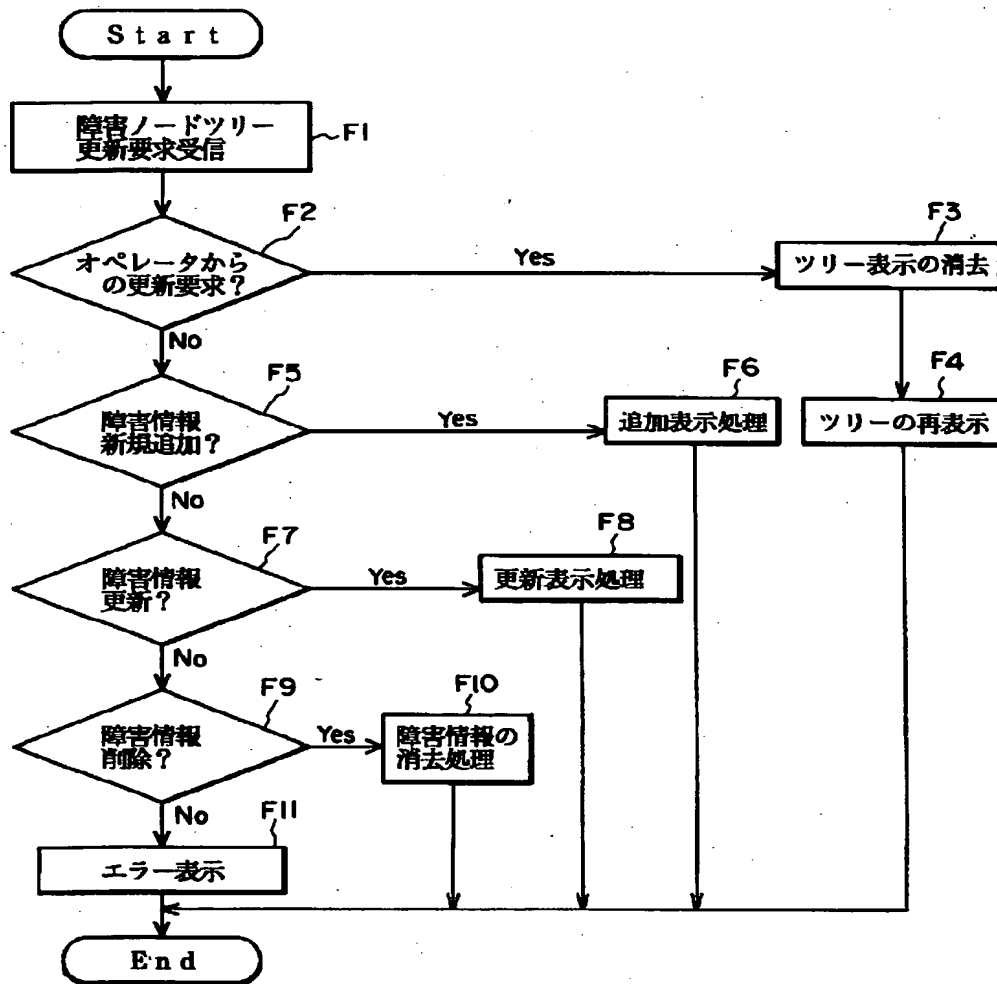 Start
障害ノードツリー
更新要求受信
F1
F2
オペレータから
の更新要求？
Yes
F3
ツリー表示の消去
No
F5
障害情報
新規追加？
Yes
F6
追加表示処理
F4
ツリーの再表示
No
F7
障害情報
更新？
Yes
F8
更新表示処理
No
F9
障害情報
削除？
Yes
F10
障害情報の
消去処理
No
F11
エラー表示
End